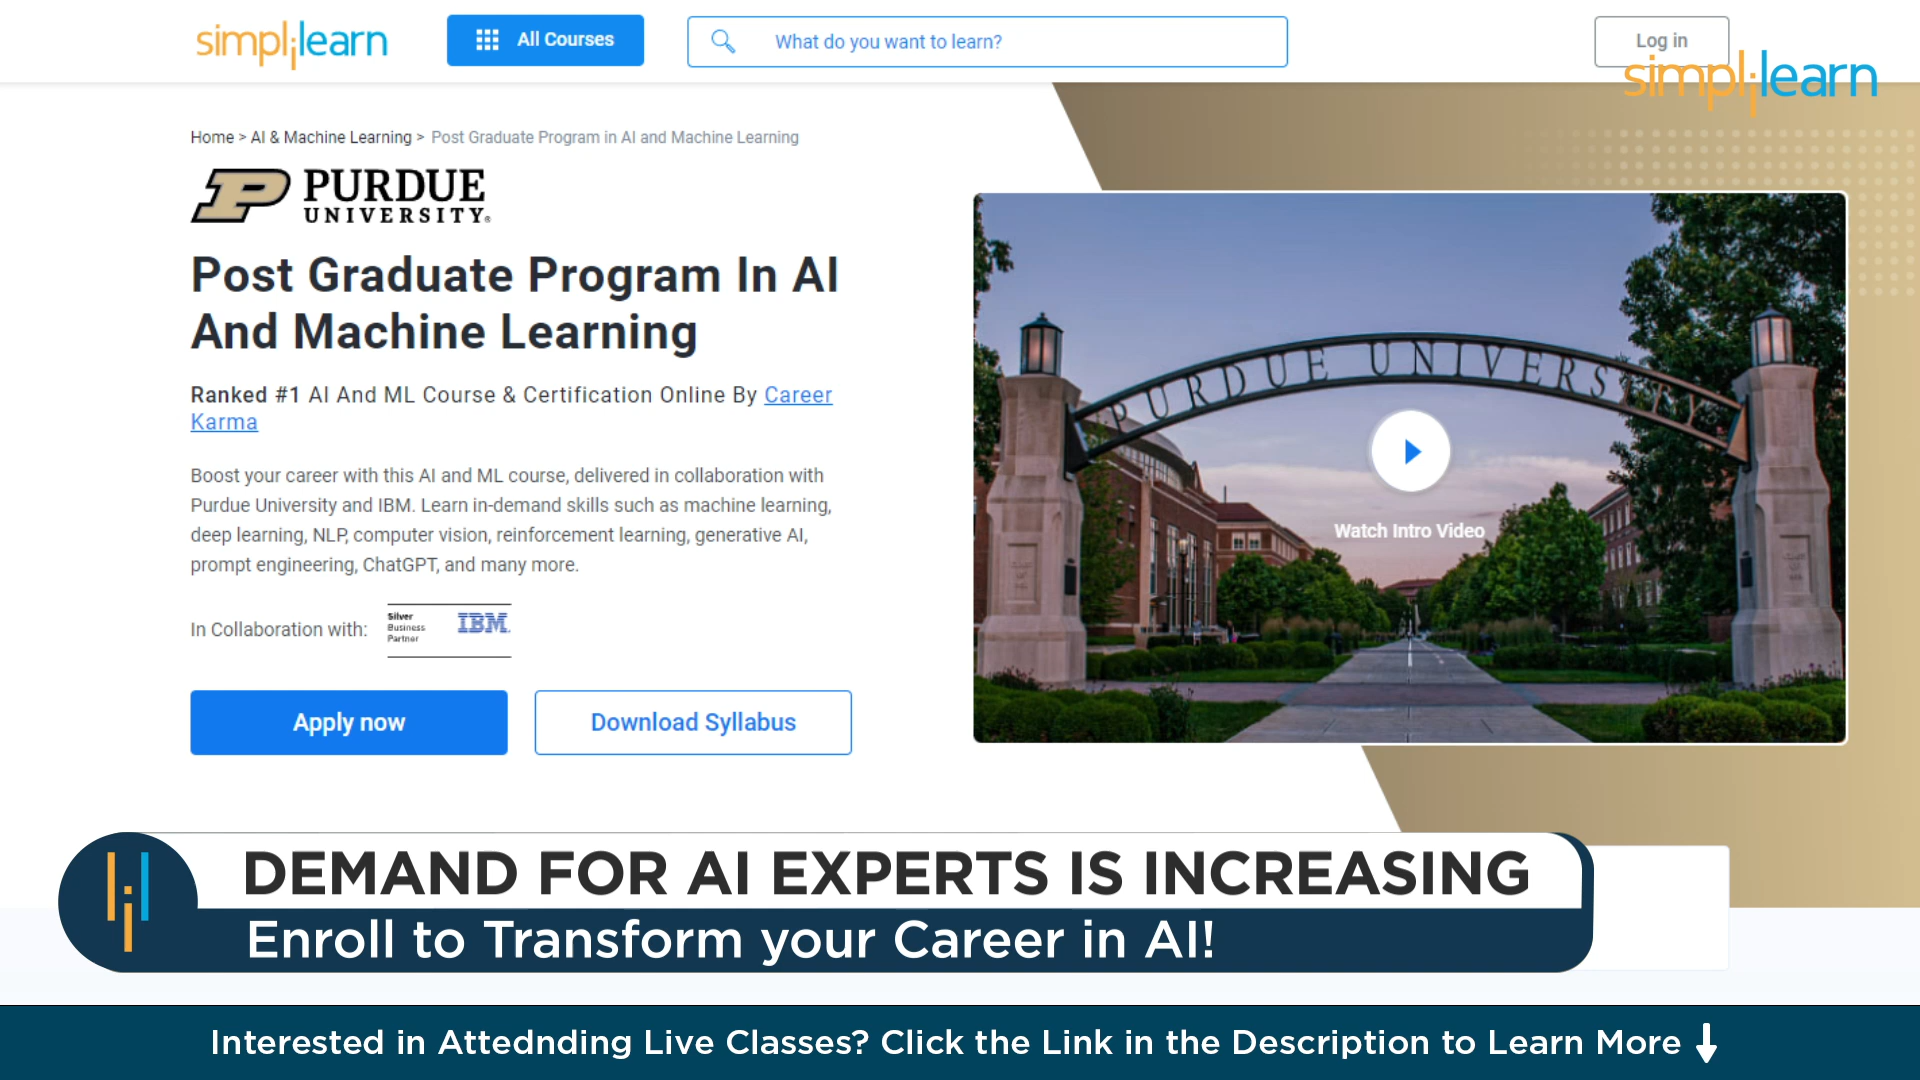 simplilearn
All Courses
What do you want to learn?
Log in
simplilearn
Home > AI & Machine Learning > Post Graduate Program in AI and Machine Learning
PURDUE
UNIVERSITY®
Post Graduate Program In AI
And Machine Learning
Ranked #1 AI And ML Course & Certification Online By Career
Karma
Boost your career with this AI and ML course, delivered in collaboration with
Purdue University and IBM. Learn in-demand skills such as machine learning,
deep learning, NLP, computer vision, reinforcement learning, generative AI,
prompt engineering, ChatGPT, and many more.
In Collaboration with:
Silver
Business
Partner
IBM
Apply now
Download Syllabus
PURDUE UNIVERSITY
Watch Intro Video
DEMAND FOR AI EXPERTS IS INCREASING
Enroll to Transform your Career in AI!
Interested in Attednding Live Classes? Click the Link in the Description to Learn More